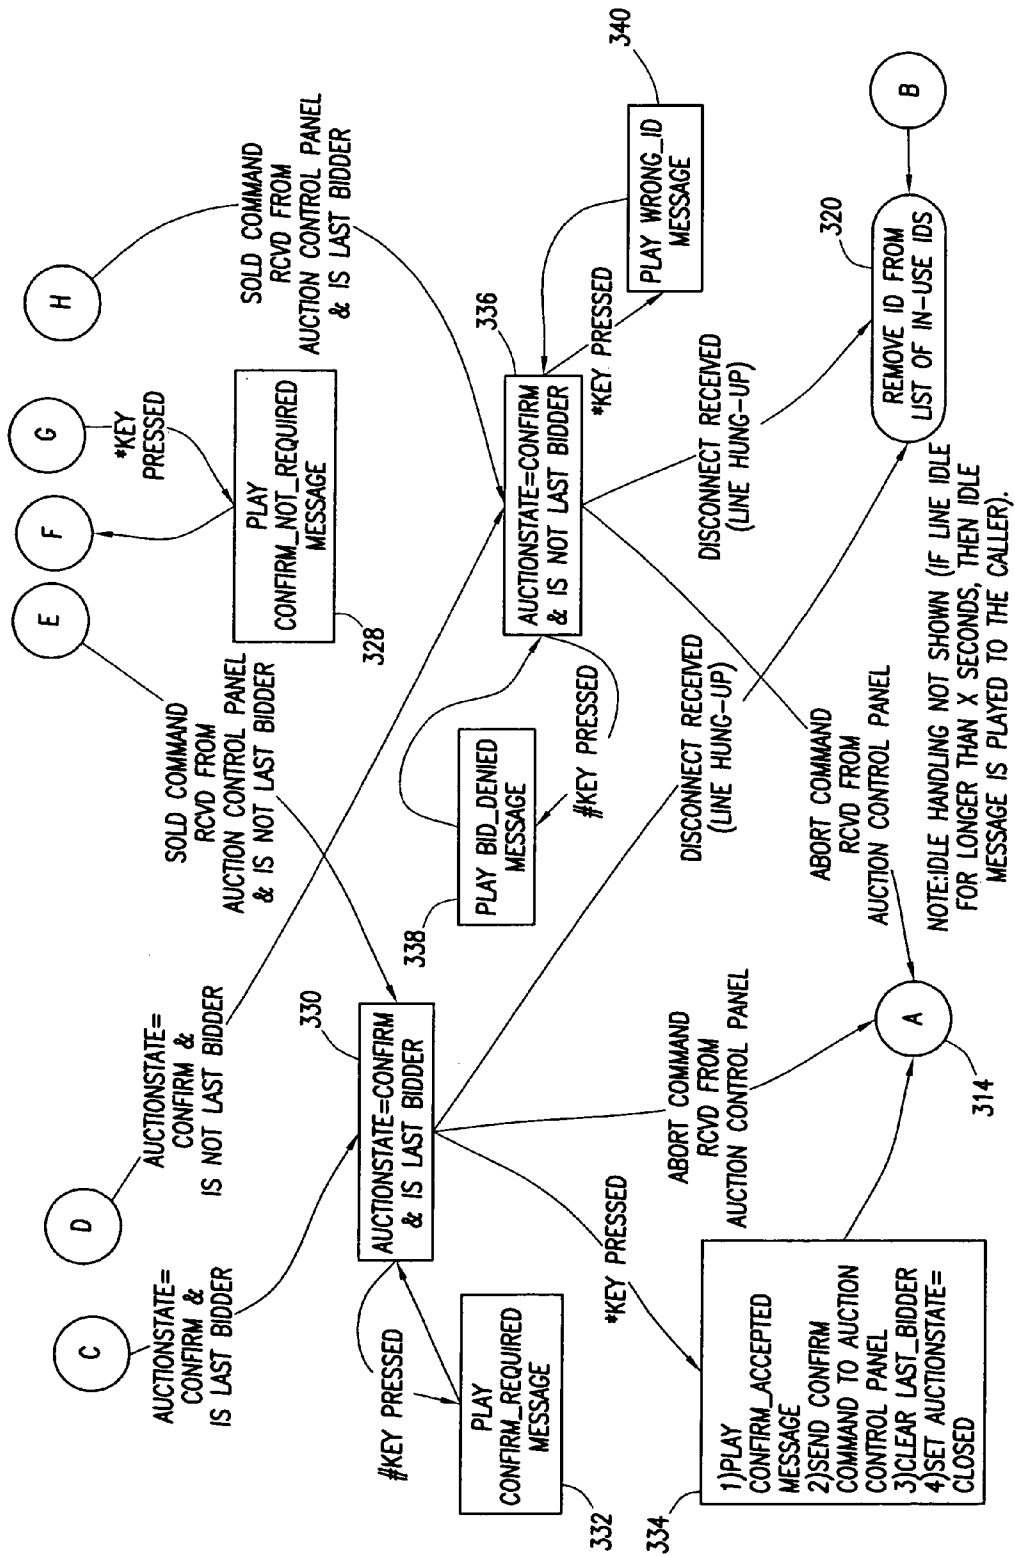 C
D
E
F
G
H
AUCTIONSTATE=
CONFIRM &
IS LAST BIDDER
AUCTIONSTATE=
CONFIRM &
IS NOT LAST BIDDER
SOLD COMMAND
RCVD FROM
AUCTION CONTROL PANEL
& IS NOT LAST BIDDER
*KEY
PRESSED
SOLD COMMAND
RCVD FROM
AUCTION CONTROL PANEL
& IS LAST BIDDER
PLAY
CONFIRM_NOT_REQUIRED
MESSAGE
328
330
AUCTIONSTATE=CONFIRM
& IS LAST BIDDER
336
AUCTIONSTATE=CONFIRM
& IS NOT LAST BIDDER
#KEY PRESSED
PLAY
CONFIRM_REQUIRED
MESSAGE
332
338
PLAY BID_DENIED
MESSAGE
#KEY PRESSED
*KEY PRESSED
PLAY WRONG_ID
MESSAGE
340
*KEY PRESSED
ABORT COMMAND
RCVD FROM
AUCTION CONTROL PANEL
DISCONNECT RECEIVED
(LINE HUNG-UP)
DISCONNECT RECEIVED
(LINE HUNG-UP)
ABORT COMMAND
RCVD FROM
AUCTION CONTROL PANEL
334
1)PLAY
CONFIRM_ACCEPTED
MESSAGE
2)SEND CONFIRM
COMMAND TO AUCTION
CONTROL PANEL
3)CLEAR LAST_BIDDER
4)SET AUCTIONSTATE=
CLOSED
A
314
320
REMOVE ID FROM
LIST OF IN-USE IDS
B
NOTE:IDLE HANDLING NOT SHOWN (IF LINE IDLE
FOR LONGER THAN X SECONDS, THEN IDLE
MESSAGE IS PLAYED TO THE CALLER).